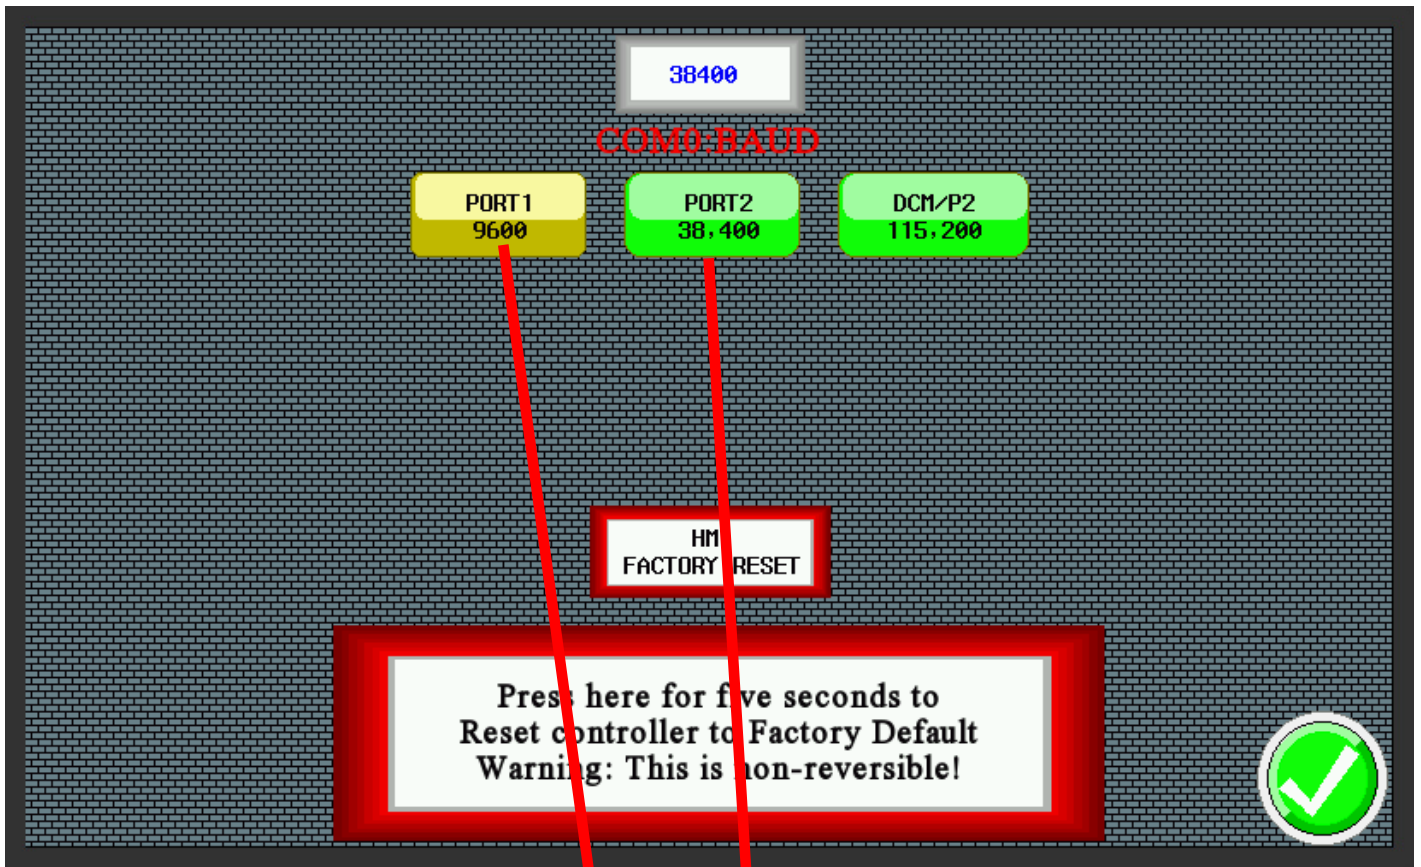 38400
COM0:BAUD
PORT1
9600
PORT2
38,400
DCM/P2
115,200
HM
FACTORY RESET
Press here for five seconds to
Reset controller to Factory Default
Warning: This is non-reversible!